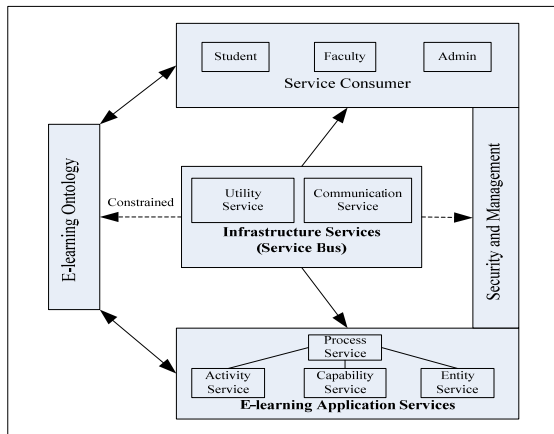 Student
Faculty
Admin
Service Consumer
E-learning Ontology
Constrained
Utility
Service
Communication
Service
Infrastructure Services
(Service Bus)
Security and Management
Process
Service
Activity
Service
Capability
Service
Entity
Service
E-learning Application Services